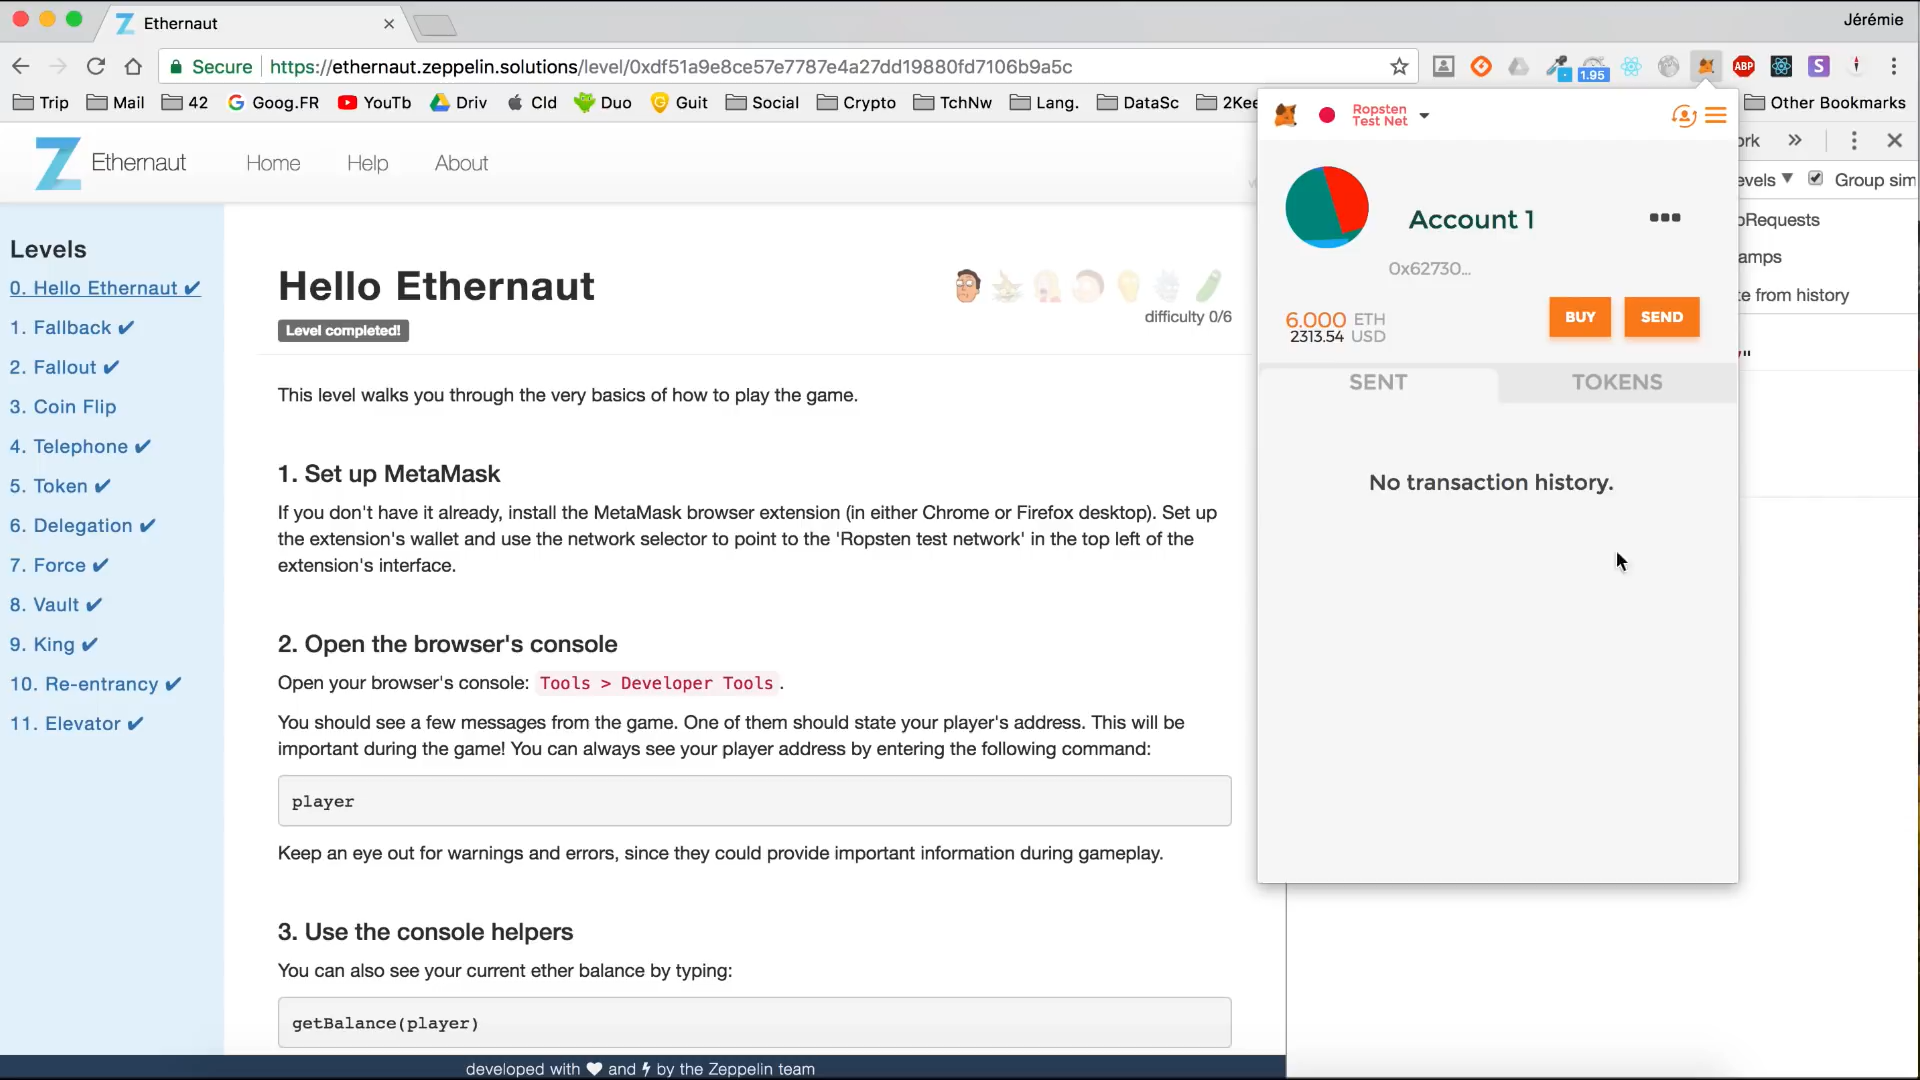 Ethernaut
Jérémie
Secure https://ethernaut.zeppelin.solutions/level/0xdf51a9e8ce57e7787e4a27dd19880fd7106b9a5c
1.95
ABP
S
Trip Mail 42 Goog.FR YouTb Driv Cld Duo Guit Social Crypto TchNw Lang. DataSc 2Kee Other Bookmarks
Ethernaut Home Help About
Levels
0. Hello Ethernaut ✔
1. Fallback ✔
2. Fallout ✔
3. Coin Flip
4. Telephone ✔
5. Token ✔
6. Delegation ✔
7. Force ✔
8. Vault ✔
9. King ✔
10. Re-entrancy ✔
11. Elevator ✔
Hello Ethernaut
Level completed!
difficulty 0/6
This level walks you through the very basics of how to play the game.
1. Set up MetaMask
If you don't have it already, install the MetaMask browser extension (in either Chrome or Firefox desktop). Set up
the extension's wallet and use the network selector to point to the 'Ropsten test network' in the top left of the
extension's interface.
2. Open the browser's console
Open your browser's console: Tools > Developer Tools.
You should see a few messages from the game. One of them should state your player's address. This will be
important during the game! You can always see your player address by entering the following command:
player
Keep an eye out for warnings and errors, since they could provide important information during gameplay.
3. Use the console helpers
You can also see your current ether balance by typing:
getBalance(player)
developed with ❤ and ⚡ by the Zeppelin team
Ropsten
Test Net
Account 1
0x62730...
6.000 ETH
2313.54 USD
BUY SEND
SENT TOKENS
No transaction history.
ork »
evels ▼ Group sim
oRequests
amps
te from history
"